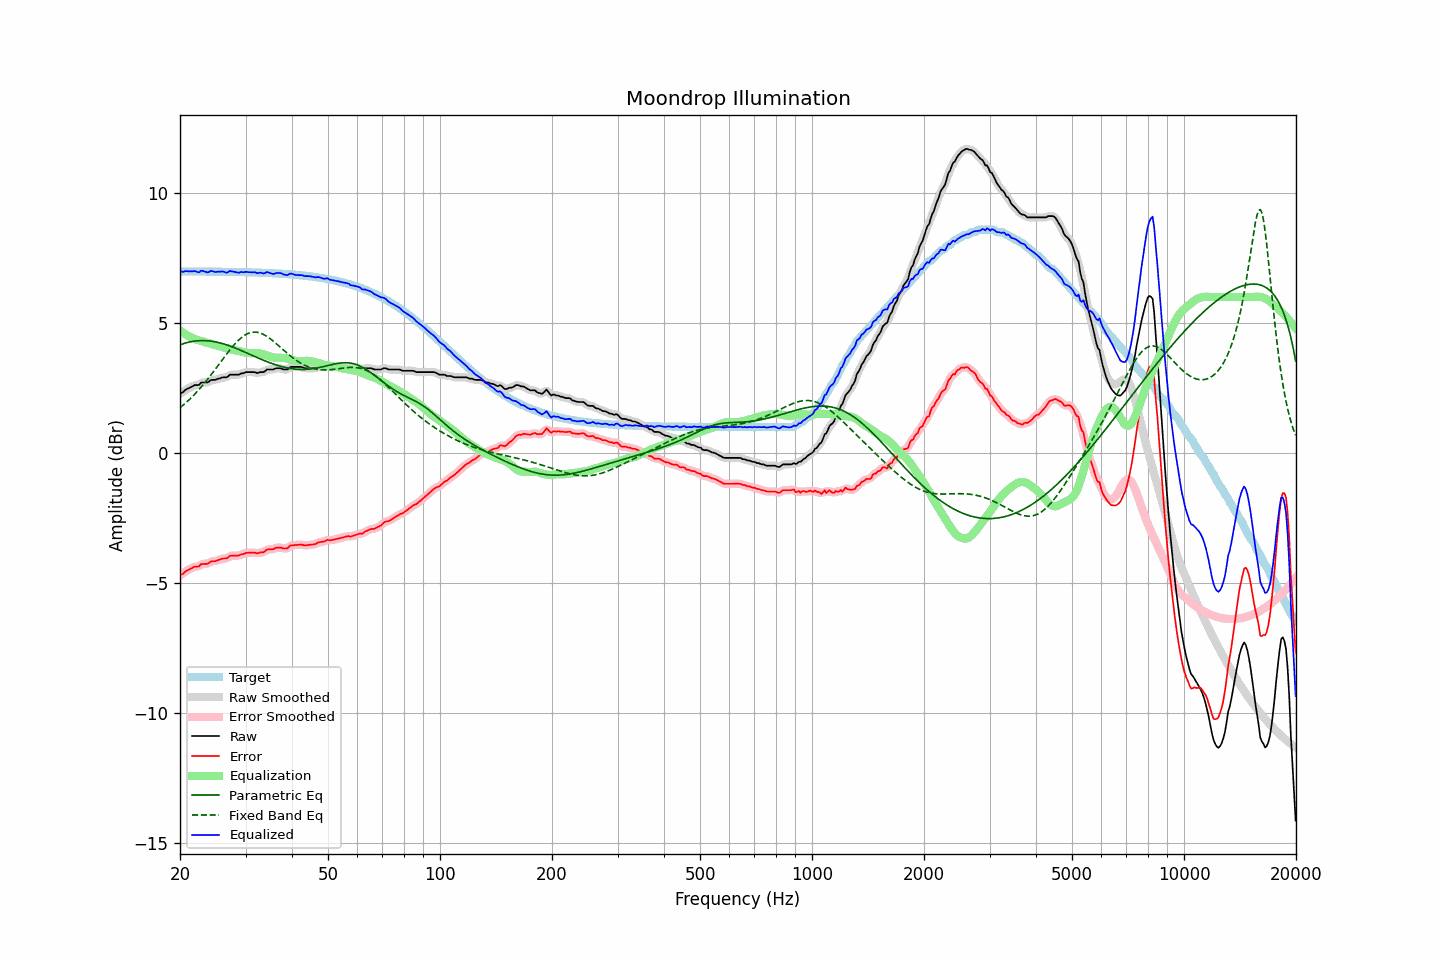 Moondrop Illumination
Amplitude (dBr)
10
5
0
−5
−10
−15
Target
Raw Smoothed
Error Smoothed
Raw
Error
Equalization
Parametric Eq
Fixed Band Eq
Equalized
20 50 100 200 500 1000 2000 5000 10000 20000
Frequency (Hz)